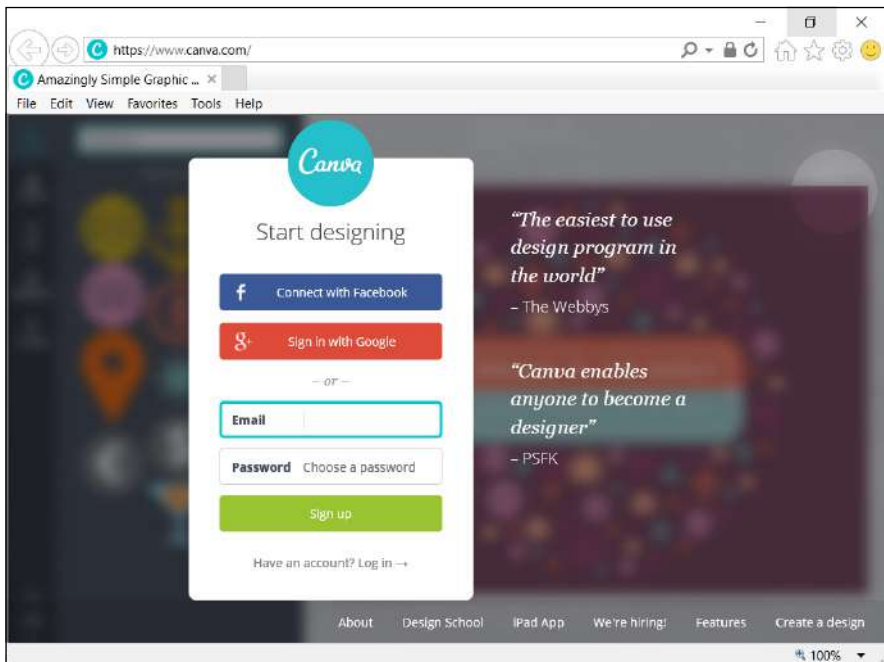 https://www.canva.com/
Amazingly Simple Graphic ...
File Edit View Favorites Tools Help
Canva
Start designing
Connect with Facebook
Sign in with Google
– or –
Email
Password Choose a password
Sign up
Have an account? Log in →
“The easiest to use
design program in
the world”
– The Webbys
“Canva enables
anyone to become a
designer”
– PSFK
About Design School iPad App We're hiring! Features Create a design
100%